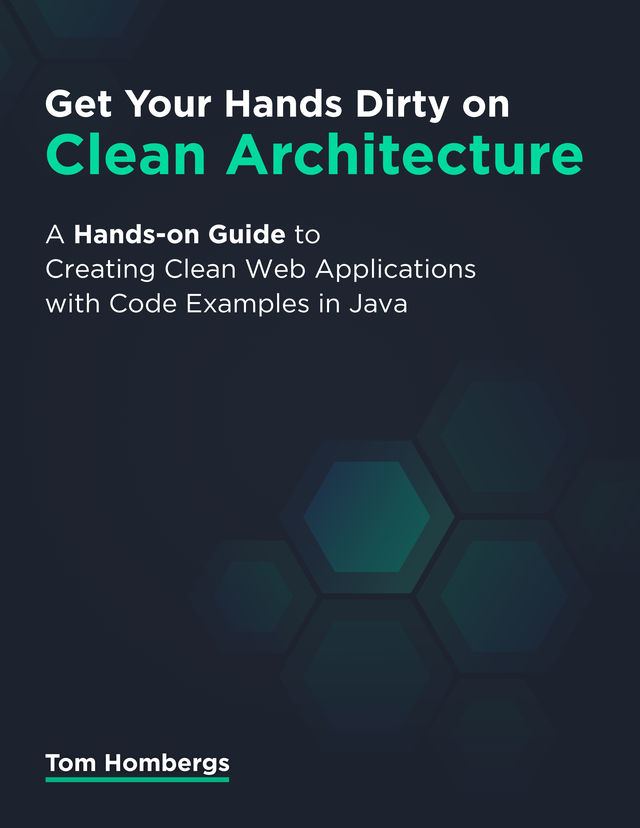 Get Your Hands Dirty on
Clean Architecture
A Hands-on Guide to
Creating Clean Web Applications
with Code Examples in Java
Tom Hombergs